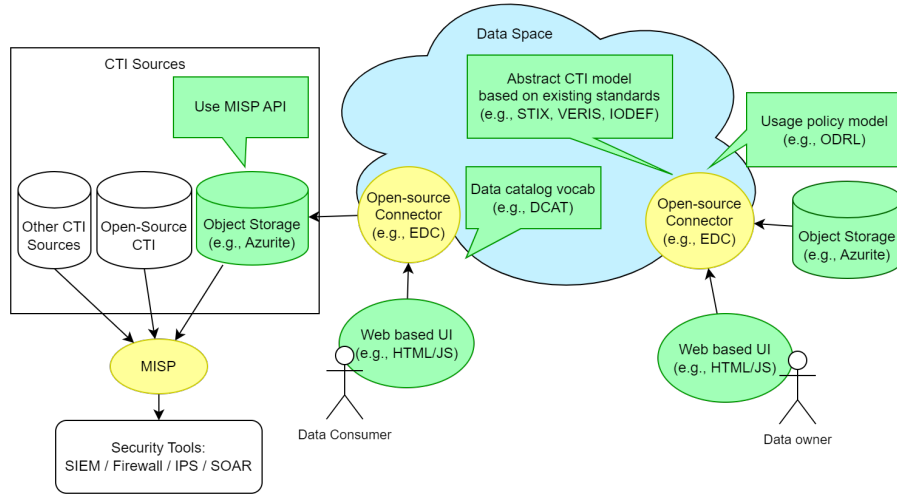 Data Space
CTI Sources
Use MISP API
Abstract CTI model
based on existing standards
(e.g., STIX, VERIS, IODEF)
Usage policy model
(e.g., ODRL)
Other CTI
Sources
Open-Source
CTI
Object Storage
(e.g., Azurite)
Open-source
Connector
(e.g., EDC)
Data catalog vocab
(e.g., DCAT)
Open-source
Connector
(e.g., EDC)
Object Storage
(e.g., Azurite)
MISP
Web based UI
(e.g., HTML/JS)
Web based UI
(e.g., HTML/JS)
Data Consumer
Data owner
Security Tools:
SIEM / Firewall / IPS / SOAR